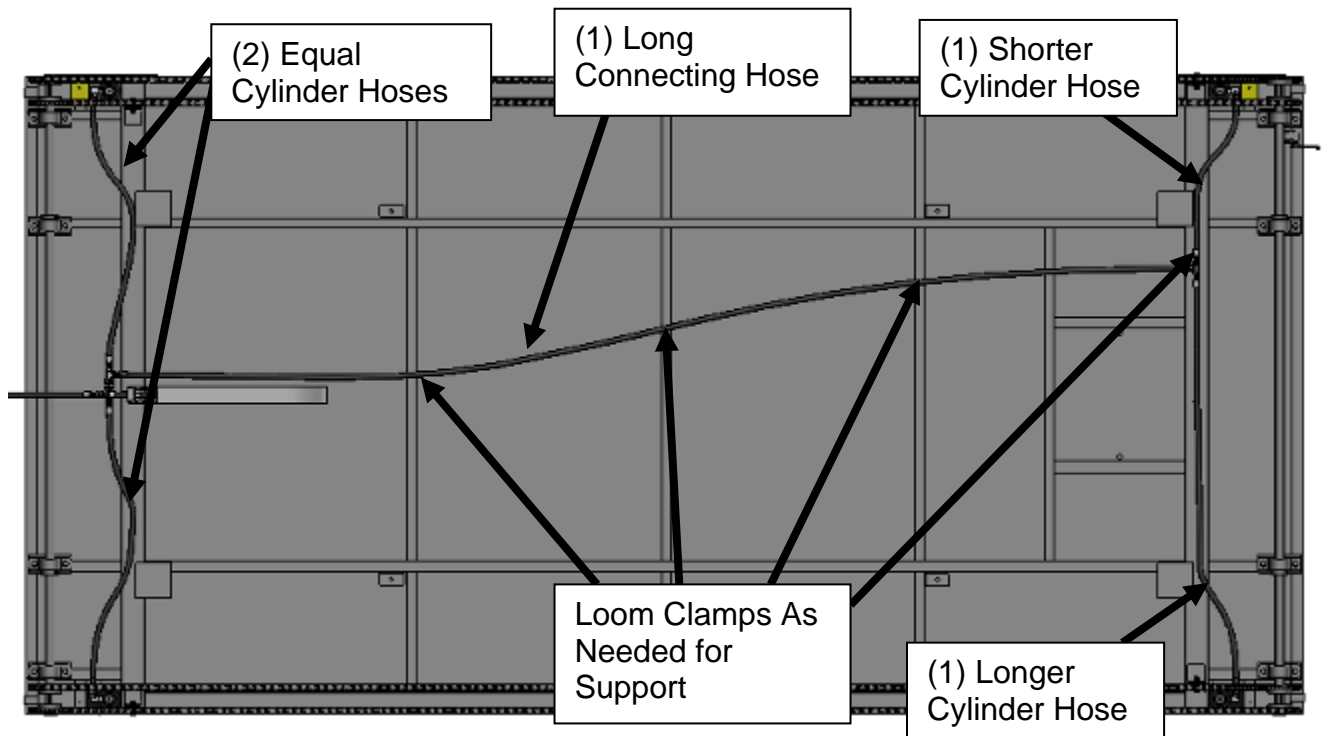 (2) Equal
Cylinder Hoses
(1) Long
Connecting Hose
(1) Shorter
Cylinder Hose
Loom Clamps As
Needed for
Support
(1) Longer
Cylinder Hose